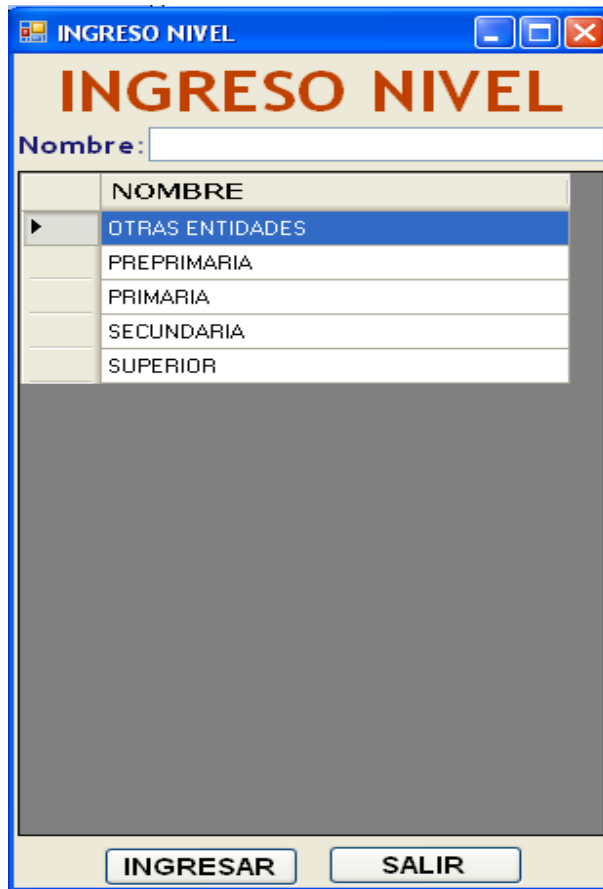 INGRESO NIVEL
INGRESO NIVEL
Nombre:
NOMBRE
OTRAS ENTIDADES
PREPRIMARIA
PRIMARIA
SECUNDARIA
SUPERIOR
INGRESAR SALIR